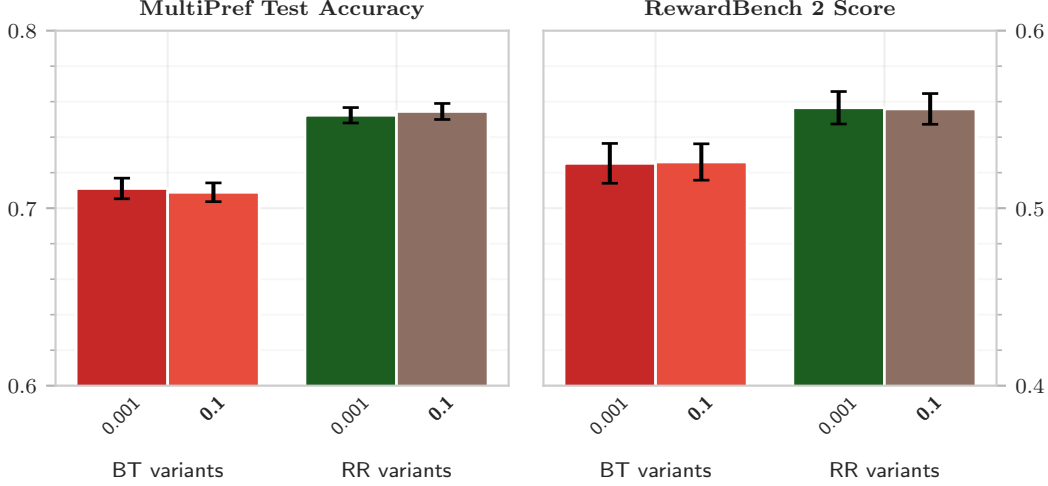 MultiPref Test Accuracy
RewardBench 2 Score
0.8
0.7
0.6
0.6
0.5
0.4
0.001
0.1
0.001
0.1
0.001
0.1
0.001
0.1
BT variants
RR variants
BT variants
RR variants